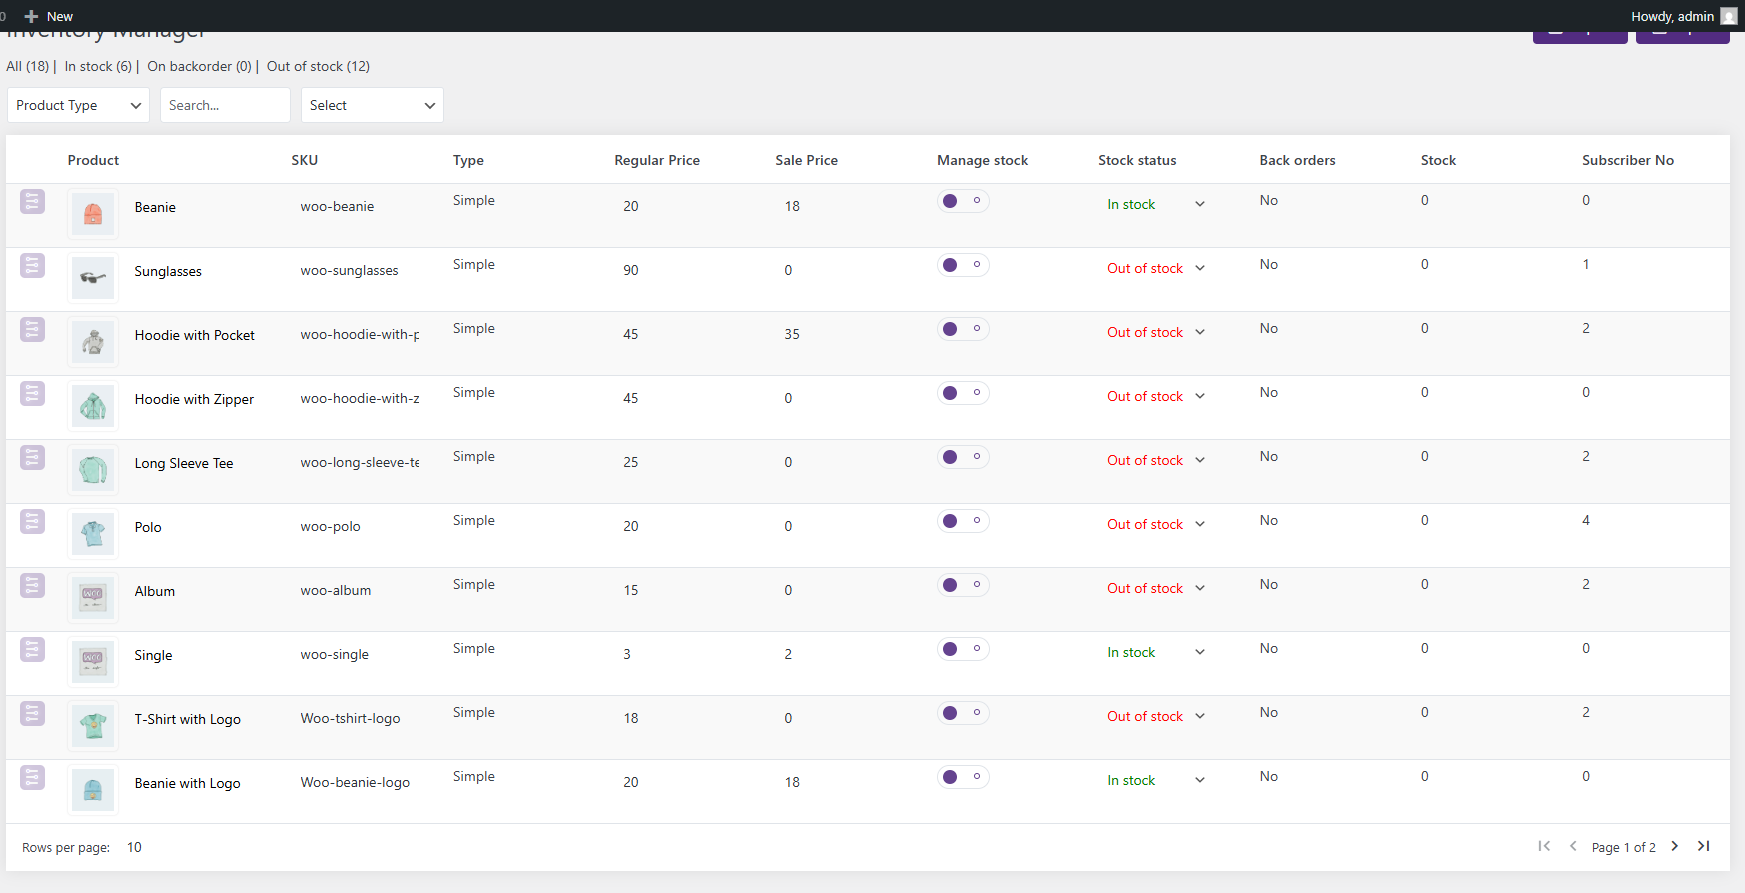 0 New Howdy, admin
Inventory Manager
All (18) | In stock (6) | On backorder (0) | Out of stock (12)
Product Type Search... Select
Product SKU Type Regular Price Sale Price Manage stock Stock status Back orders Stock Subscriber No
Beanie woo-beanie Simple 20 18 In stock No 0 0
Sunglasses woo-sunglasses Simple 90 0 Out of stock No 0 1
Hoodie with Pocket woo-hoodie-with-p Simple 45 35 Out of stock No 0 2
Hoodie with Zipper woo-hoodie-with-z Simple 45 0 Out of stock No 0 0
Long Sleeve Tee woo-long-sleeve-te Simple 25 0 Out of stock No 0 2
Polo woo-polo Simple 20 0 Out of stock No 0 4
Album woo-album Simple 15 0 Out of stock No 0 2
Single woo-single Simple 3 2 In stock No 0 0
T-Shirt with Logo Woo-tshirt-logo Simple 18 0 Out of stock No 0 2
Beanie with Logo Woo-beanie-logo Simple 20 18 In stock No 0 0
Rows per page: 10 Page 1 of 2